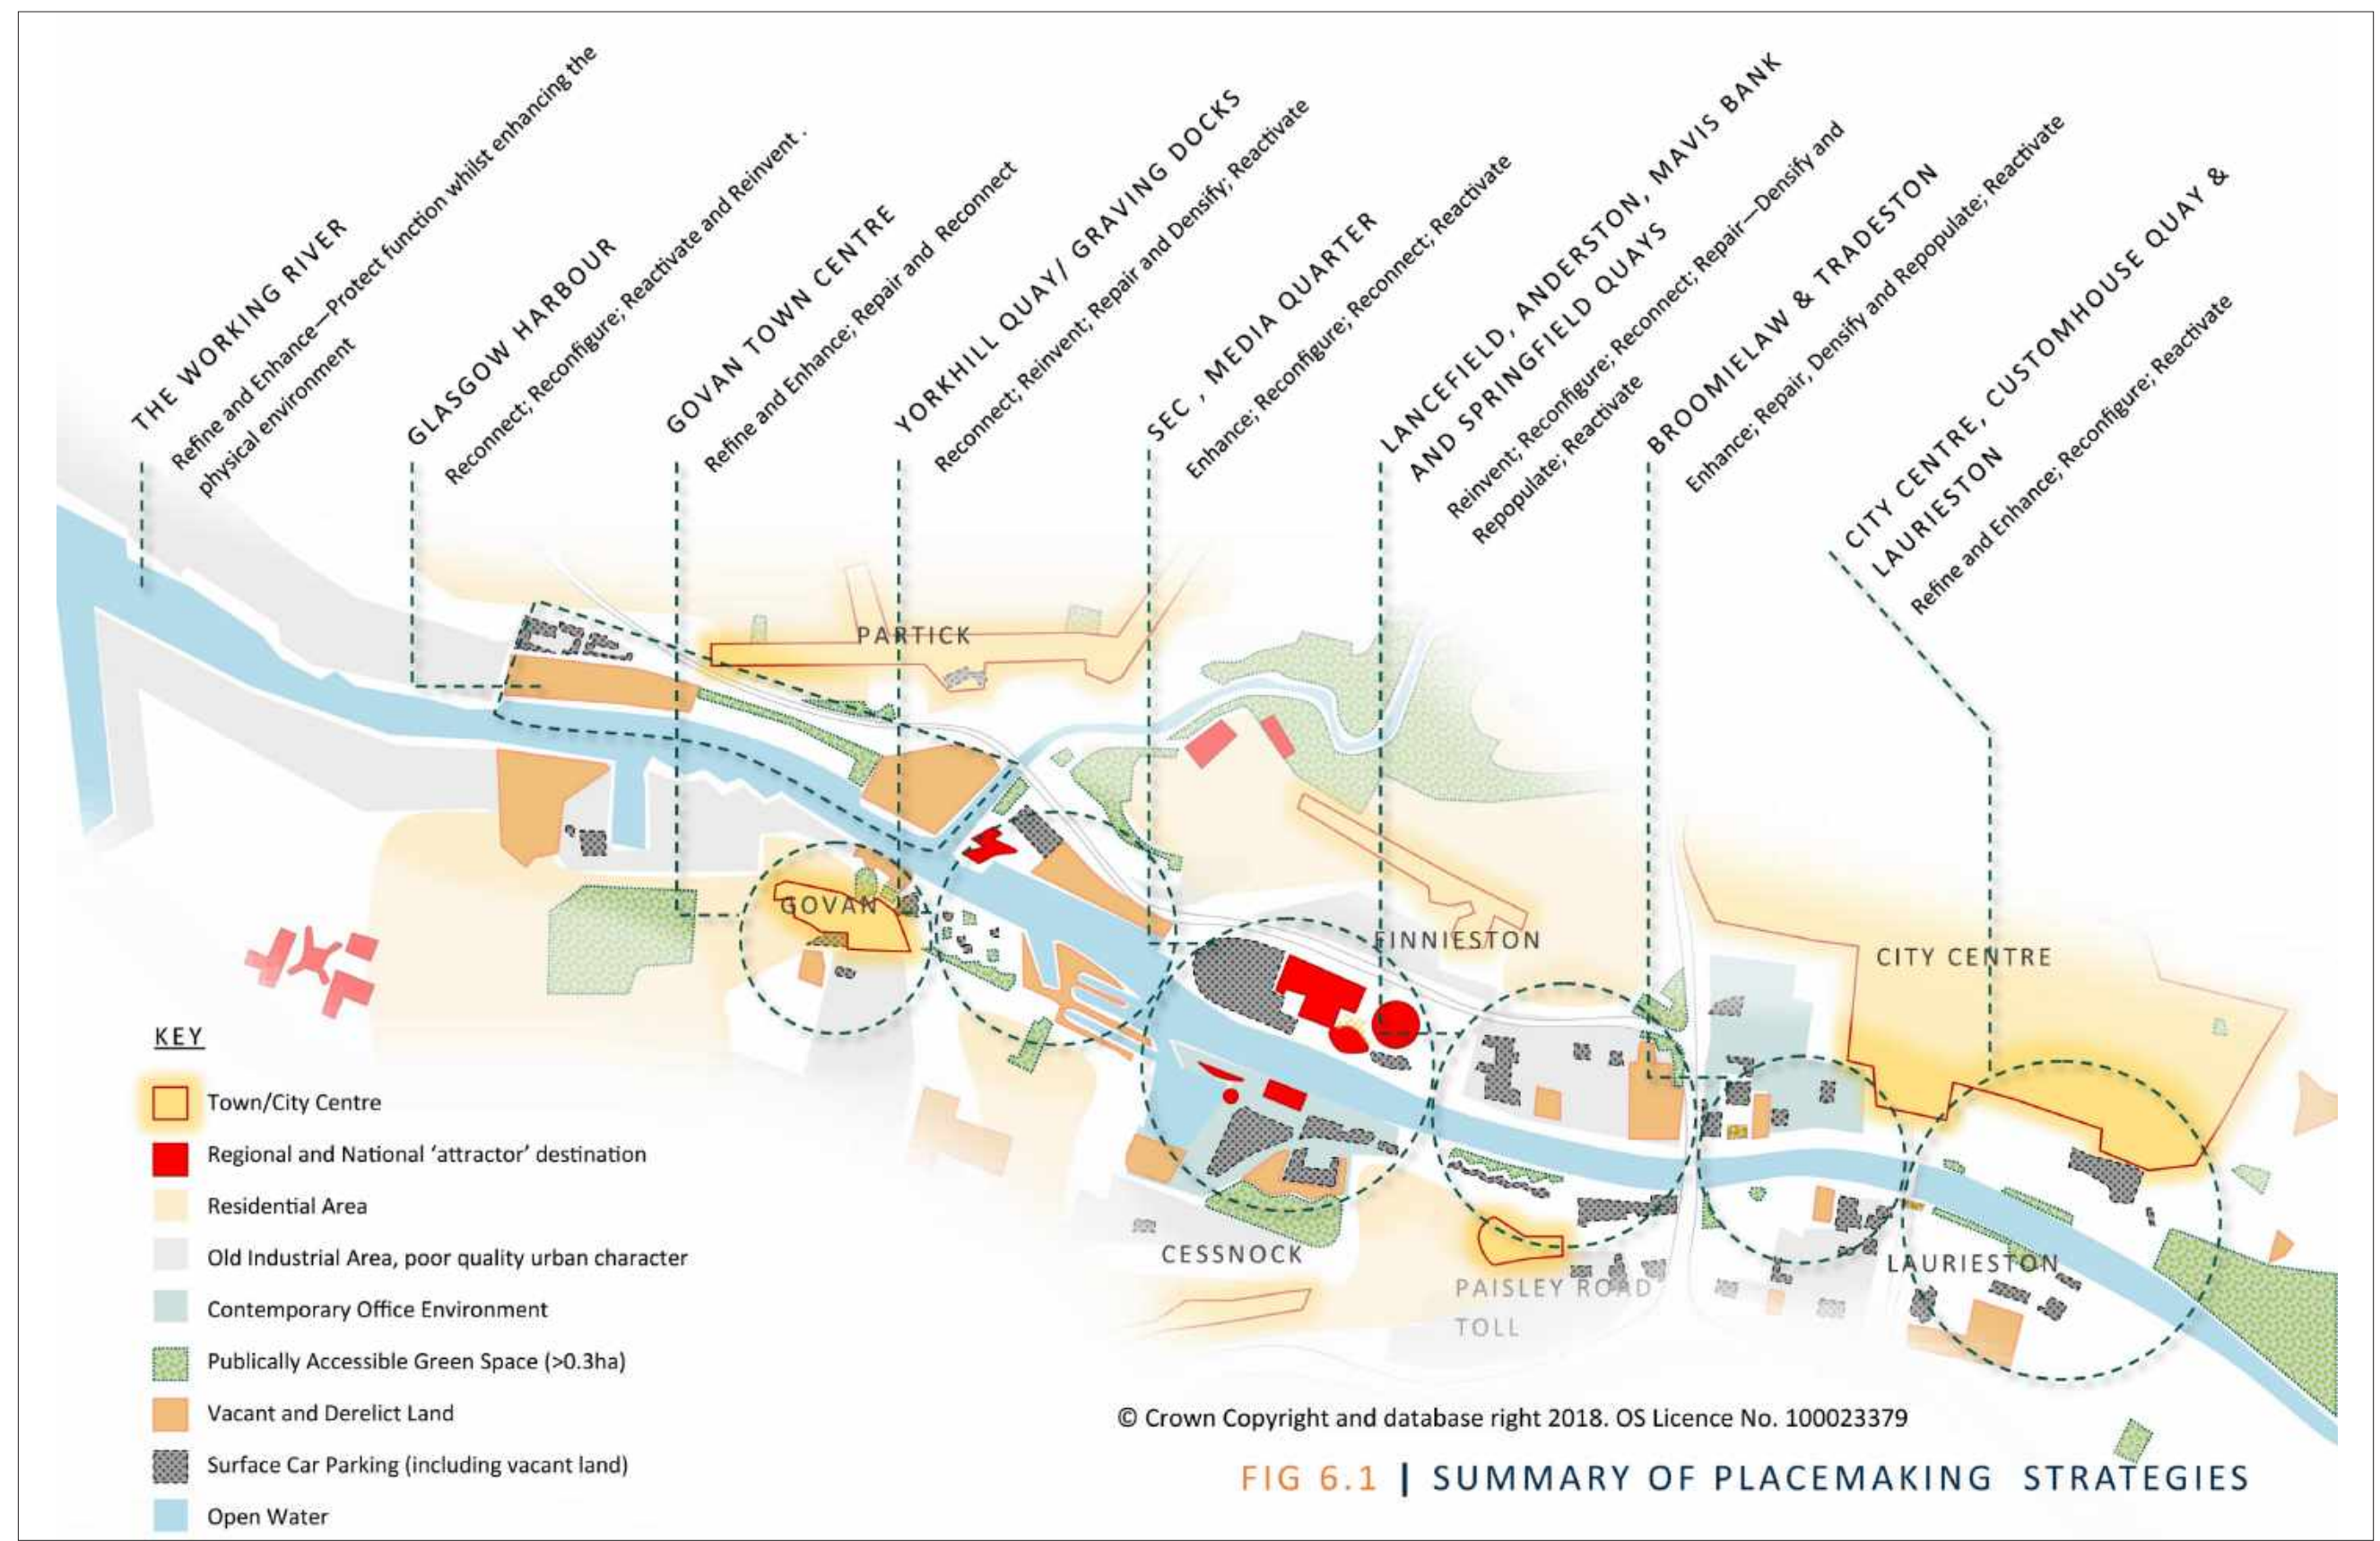 THE WORKING RIVER
Refine and Enhance—Protect function whilst enhancing the
physical environment
GLASGOW HARBOUR
Reconnect; Reconfigure; Reactivate and Reinvent .
GOVAN TOWN CENTRE
Refine and Enhance; Repair and Reconnect
YORKHILL QUAY/ GRAVING DOCKS
Reconnect; Reinvent; Repair and Densify; Reactivate
SEC , MEDIA QUARTER
Enhance; Reconfigure; Reconnect; Reactivate
LANCEFIELD, ANDERSTON, MAVIS BANK
AND SPRINGFIELD QUAYS
Reinvent; Reconfigure; Reconnect; Repair—Densify and
Repopulate; Reactivate
BROOMIELAW & TRADESTON
Enhance; Repair, Densify and Repopulate; Reactivate
CITY CENTRE, CUSTOMHOUSE QUAY &
LAURIESTON
Refine and Enhance; Reconfigure; Reactivate
PARTICK
GOVAN
FINNIESTON
CITY CENTRE
CESSNOCK
LAURIESTON
PAISLEY ROAD
TOLL
KEY
Town/City Centre
Regional and National ‘attractor’ destination
Residential Area
Old Industrial Area, poor quality urban character
Contemporary Office Environment
Publically Accessible Green Space (>0.3ha)
Vacant and Derelict Land
Surface Car Parking (including vacant land)
Open Water
© Crown Copyright and database right 2018. OS Licence No. 100023379
FIG 6.1 | SUMMARY OF PLACEMAKING STRATEGIES